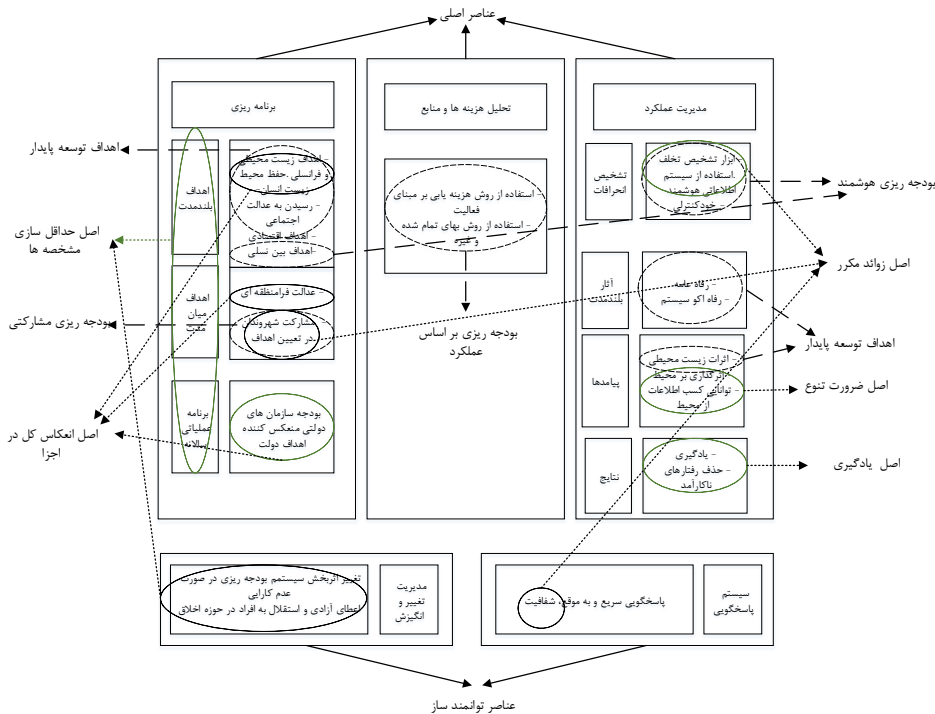 عناصر اصلی
مدیریت عملکرد
تحلیل هزینه ها و منابع
برنامه ریزی
تشخیص
انحرافات
- ابزار تشخیص تخلف
.استفاده از سیستم
اطلاعاتی هوشمند
- خودکنترلی
آثار
بلندمدت
- رفاه عامه
- رفاه اکو سیستم
پیامدها
- اثرات زیست محیطی
- اثرگذاری بر محیط
- توانایی کسب اطلاعات
از محیط
نتایج
- یادگیری
- حذف رفتارهای
ناکارآمد
- استفاده از روش هزینه یابی بر مبنای
فعالیت
- استفاده از روش بهای تمام شده
و غیره
بودجه ریزی بر اساس
عملکرد
اهداف
بلندمدت
- اهداف زیست محیطی
و فرانسلی .حفظ محیط
زیست انسان-
- رسیدن به عدالت
اجتماعی
اهداف اقتصادی
-اهداف بین نسلی
اهداف
میان
مدت
- عدالت فرامنطقه ای
مشارکت شهروندان
در تعیین اهداف
برنامه
عملیاتی
سالانه
بودجه سازمان های
دولتی منعکس کننده
اهداف دولت
بودجه ریزی هوشمند
اصل زوائد مکرر
اهداف توسعه پایدار
اصل ضرورت تنوع
اصل یادگیری
اهداف توسعه پایدار
اصل حداقل سازی
مشخصه ها
بودجه ریزی مشارکتی
اصل انعکاس کل در
اجزا
سیستم
پاسخگویی
پاسخگویی سریع و به موقع، شفافیت
مدیریت
تغییر و
انگیزش
تغییر اثربخش سیستمم بودجه ریزی در صورت
عدم کارایی
اعطای آزادی و استقلال به افراد در حوزه اخلاق
عناصر توانمند ساز